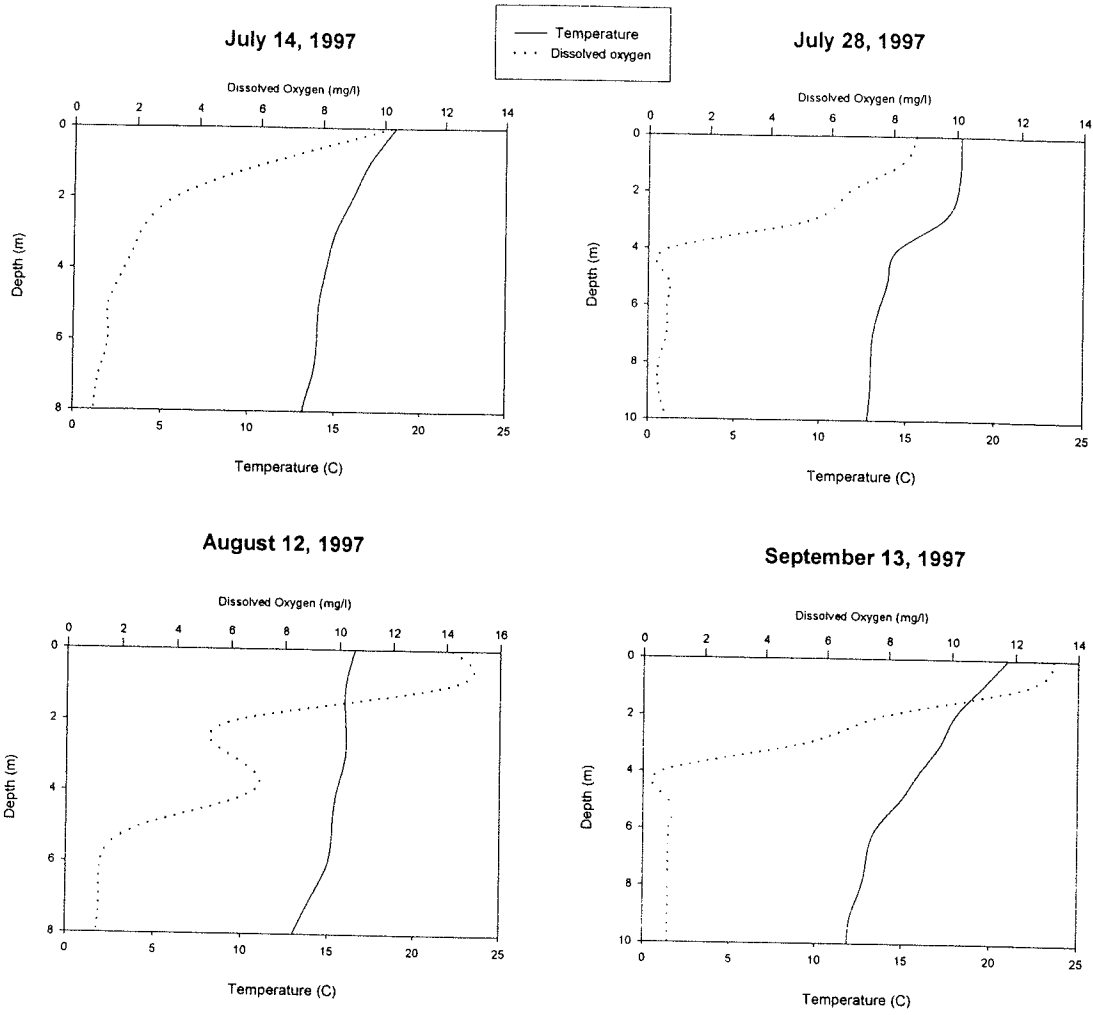 July 14, 1997
Temperature
Dissolved oxygen
July 28, 1997
Dissolved Oxygen (mg/l)
0 2 4 6 8 10 12 14
0
2
4
6
8
Depth (m)
0 5 10 15 20 25
Temperature (C)
Dissolved Oxygen (mg/l)
0 2 4 6 8 10 12 14
0
2
4
6
8
10
Depth (m)
0 5 10 15 20 25
Temperature (C)
August 12, 1997
Dissolved Oxygen (mg/l)
0 2 4 6 8 10 12 14 16
0
2
4
6
8
Depth (m)
0 5 10 15 20 25
Temperature (C)
September 13, 1997
Dissolved Oxygen (mg/l)
0 2 4 6 8 10 12 14
0
2
4
6
8
10
Depth (m)
0 5 10 15 20 25
Temperature (C)